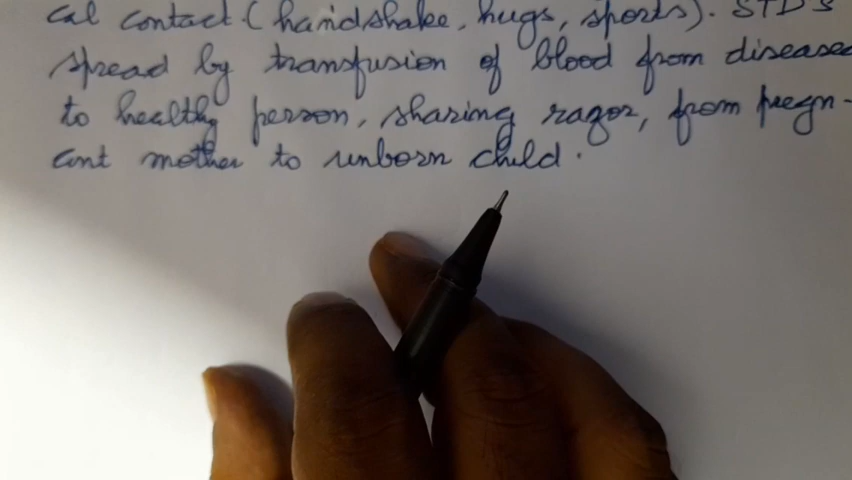 cal contact (handshake, hugs, sports). STD's
spread by transfusion of blood from diseased
to healthy person, sharing razor, from pregn-
ant mother to unborn child.